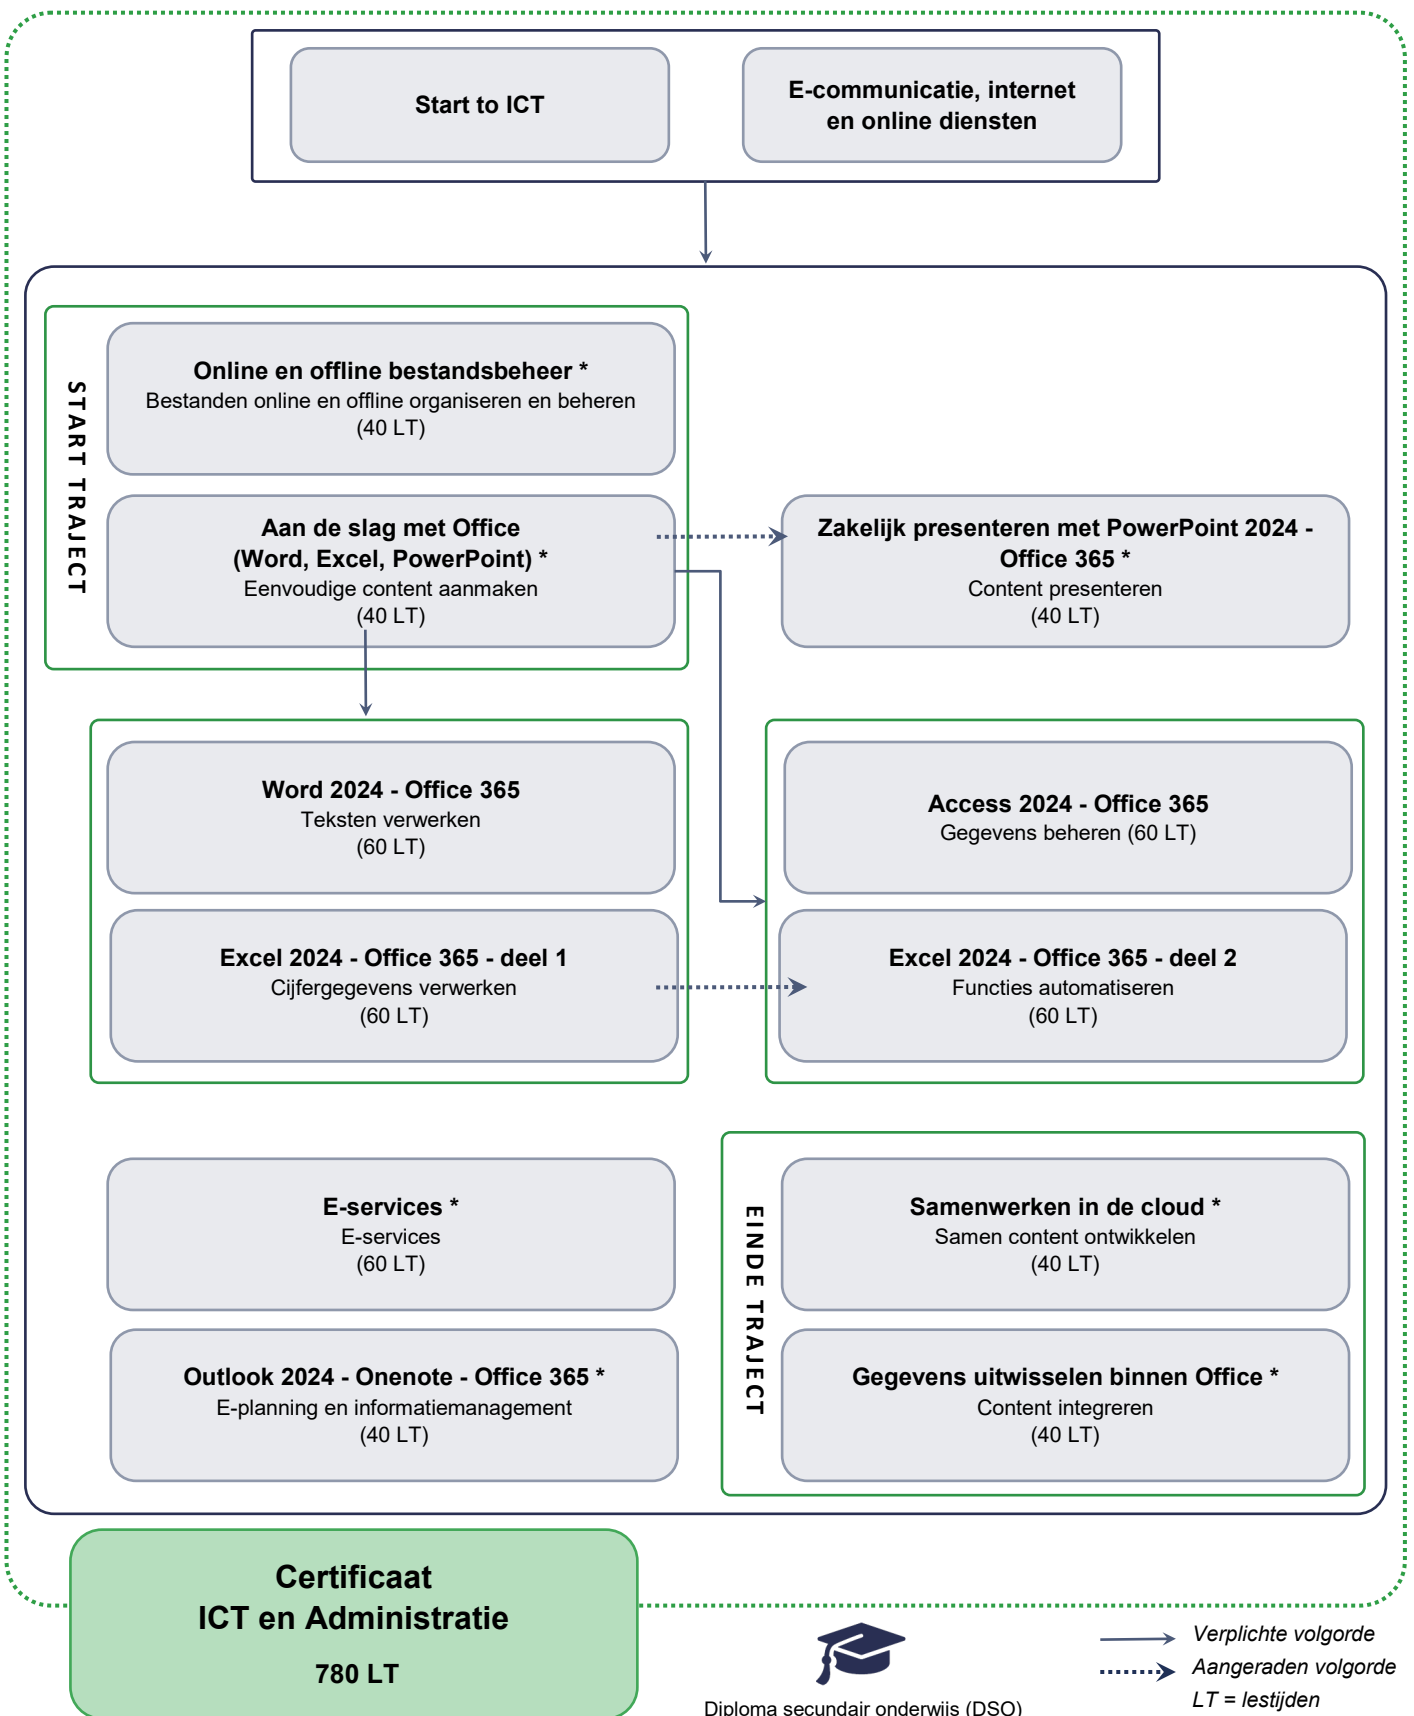 Start to ICT
E-communicatie, internet
en online diensten
START TRAJECT
Online en offline bestandsbeheer *
Bestanden online en offline organiseren en beheren
(40 LT)
Aan de slag met Office
(Word, Excel, PowerPoint) *
Eenvoudige content aanmaken
(40 LT)
Zakelijk presenteren met PowerPoint 2024 -
Office 365 *
Content presenteren
(40 LT)
Word 2024 - Office 365
Teksten verwerken
(60 LT)
Access 2024 - Office 365
Gegevens beheren (60 LT)
Excel 2024 - Office 365 - deel 1
Cijfergegevens verwerken
(60 LT)
Excel 2024 - Office 365 - deel 2
Functies automatiseren
(60 LT)
E-services *
E-services
(60 LT)
EINDE TRAJECT
Samenwerken in de cloud *
Samen content ontwikkelen
(40 LT)
Outlook 2024 - Onenote - Office 365 *
E-planning en informatiemanagement
(40 LT)
Gegevens uitwisselen binnen Office *
Content integreren
(40 LT)
Certificaat
ICT en Administratie
780 LT
Diploma secundair onderwijs (DSO)
Verplichte volgorde
Aangeraden volgorde
LT = lestijden